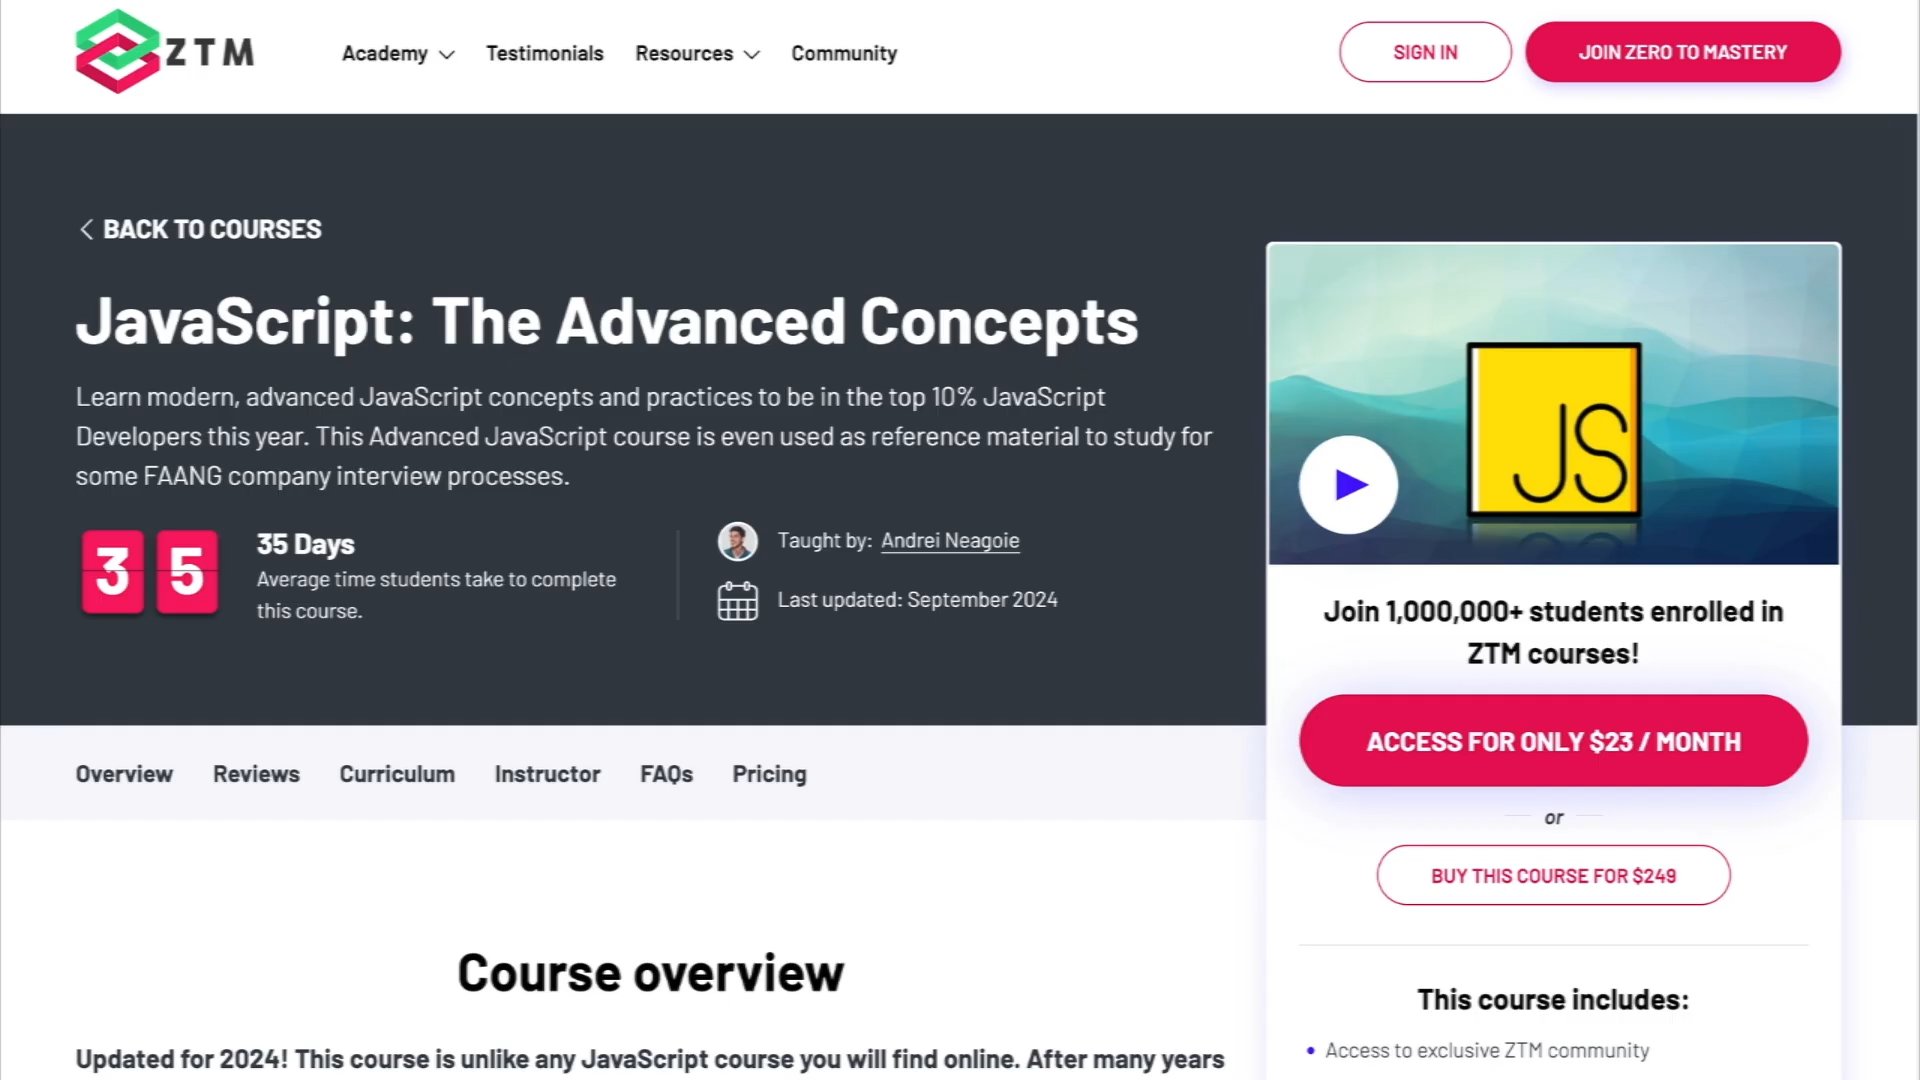 ZTM
Academy
Testimonials
Resources
Community
SIGN IN
JOIN ZERO TO MASTERY
BACK TO COURSES
JavaScript: The Advanced Concepts
Learn modern, advanced JavaScript concepts and practices to be in the top 10% JavaScript
Developers this year. This Advanced JavaScript course is even used as reference material to study for
some FAANG company interview processes.
35
35 Days
Average time students take to complete
this course.
Taught by: Andrei Neagoie
Last updated: September 2024
JS
Join 1,000,000+ students enrolled in
ZTM courses!
ACCESS FOR ONLY $23 / MONTH
or
BUY THIS COURSE FOR $249
This course includes:
• Access to exclusive ZTM community
Overview
Reviews
Curriculum
Instructor
FAQs
Pricing
Course overview
Updated for 2024! This course is unlike any JavaScript course you will find online. After many years